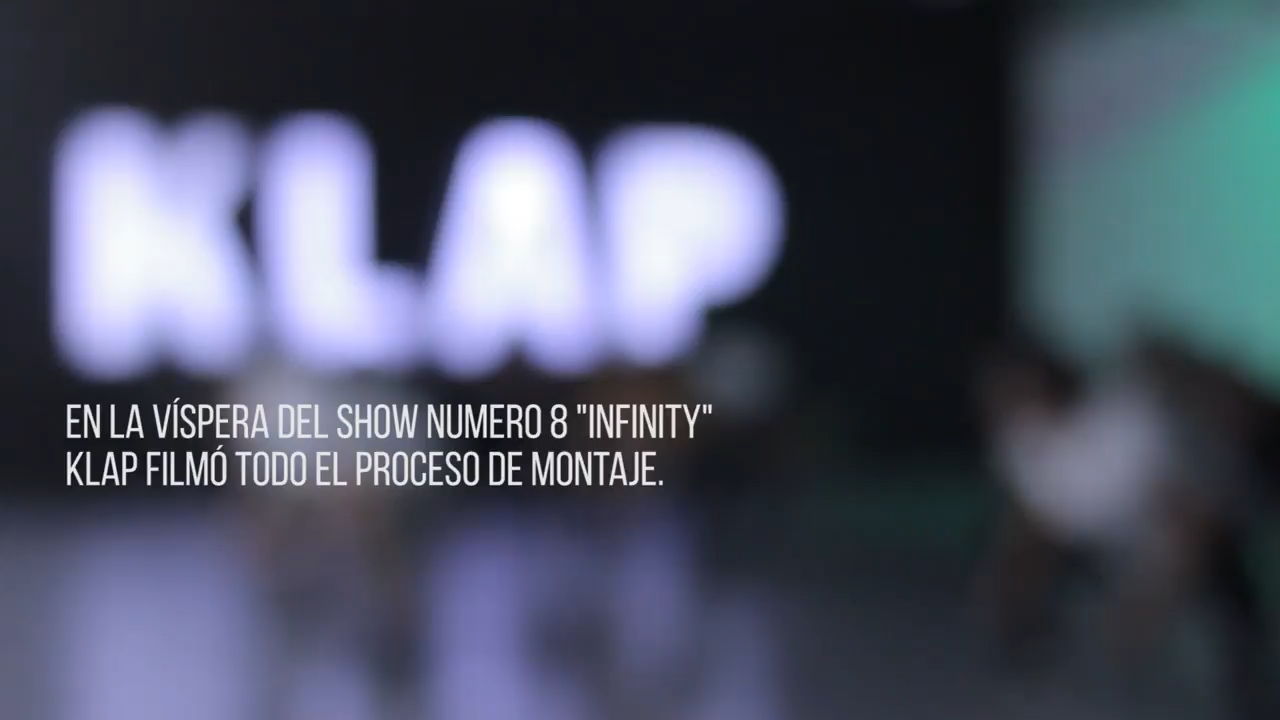 KLAP
EN LA VÍSPERA DEL SHOW NUMERO 8 "INFINITY"
KLAP FILMÓ TODO EL PROCESO DE MONTAJE.